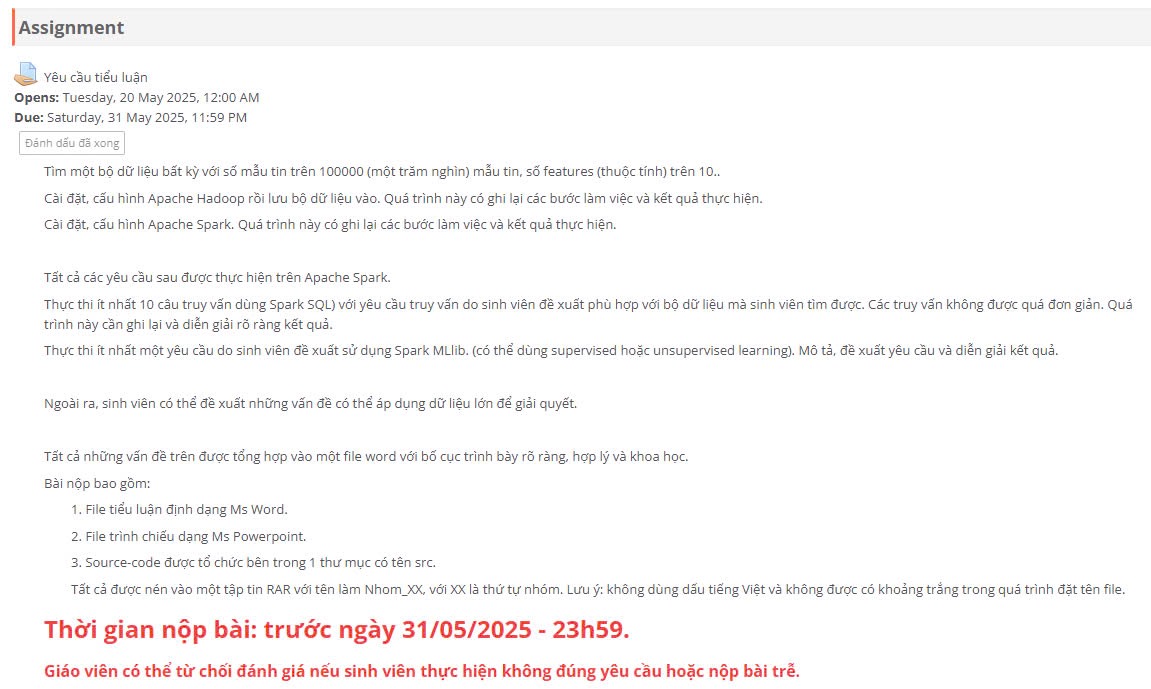 Assignment
Yêu cầu tiểu luận
Opens: Tuesday, 20 May 2025, 12:00 AM
Due: Saturday, 31 May 2025, 11:59 PM
Đánh dấu đã xong
Tìm một bộ dữ liệu bất kỳ với số mẫu tin trên 100000 (một trăm nghìn) mẫu tin, số features (thuộc tính) trên 10..
Cài đặt, cấu hình Apache Hadoop rồi lưu bộ dữ liệu vào. Quá trình này có ghi lại các bước làm việc và kết quả thực hiện.
Cài đặt, cấu hình Apache Spark. Quá trình này có ghi lại các bước làm việc và kết quả thực hiện.
Tất cả các yêu cầu sau được thực hiện trên Apache Spark.
Thực thi ít nhất 10 câu truy vấn dùng Spark SQL) với yêu cầu truy vấn do sinh viên đề xuất phù hợp với bộ dữ liệu mà sinh viên tìm được. Các truy vấn không được quá đơn giản. Quá
trình này cần ghi lại và diễn giải rõ ràng kết quả.
Thực thi ít nhất một yêu cầu do sinh viên đề xuất sử dụng Spark MLlib. (có thể dùng supervised hoặc unsupervised learning). Mô tả, đề xuất yêu cầu và diễn giải kết quả.
Ngoài ra, sinh viên có thể đề xuất những vấn đề có thể áp dụng dữ liệu lớn để giải quyết.
Tất cả những vấn đề trên được tổng hợp vào một file word với bố cục trình bày rõ ràng, hợp lý và khoa học.
Bài nộp bao gồm:
1. File tiểu luận định dạng Ms Word.
2. File trình chiếu dạng Ms Powerpoint.
3. Source-code được tổ chức bên trong 1 thư mục có tên src.
Tất cả được nén vào một tập tin RAR với tên làm Nhom_XX, với XX là thứ tự nhóm. Lưu ý: không dùng dấu tiếng Việt và không được có khoảng trắng trong quá trình đặt tên file.
Thời gian nộp bài: trước ngày 31/05/2025 - 23h59.
Giáo viên có thể từ chối đánh giá nếu sinh viên thực hiện không đúng yêu cầu hoặc nộp bài trễ.